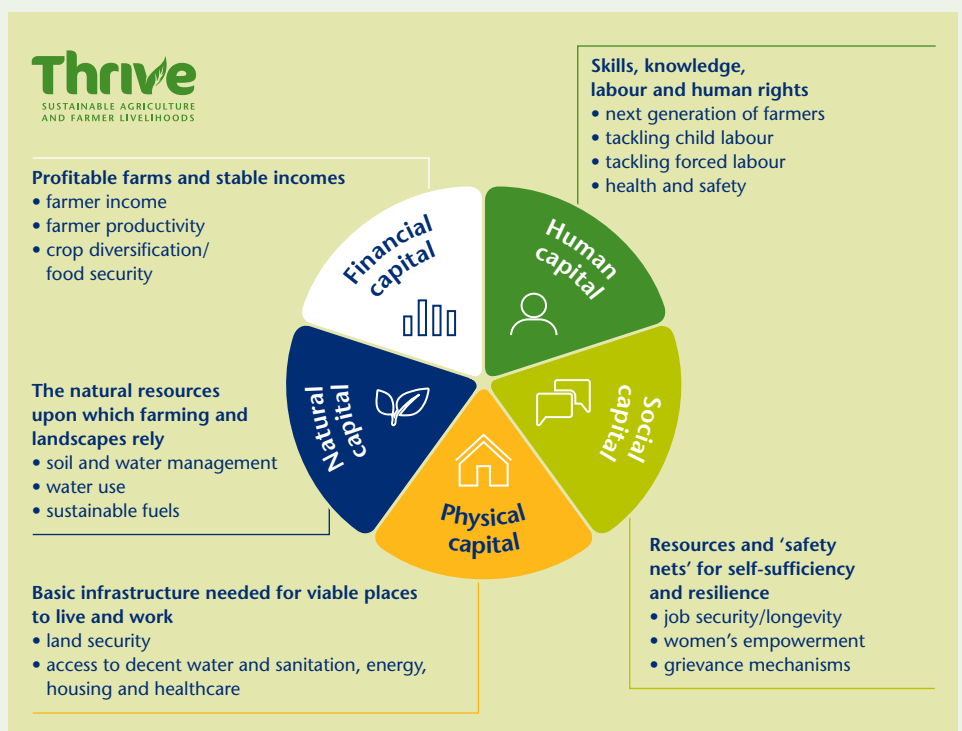 Thrive
SUSTAINABLE AGRICULTURE
AND FARMER LIVELIHOODS
Skills, knowledge,
labour and human rights
• next generation of farmers
• tackling child labour
• tackling forced labour
• health and safety
Profitable farms and stable incomes
• farmer income
• farmer productivity
• crop diversification/
food security
Financial
capital
Human
capital
Natural
capital
Social
capital
Physical
capital
The natural resources
upon which farming and
landscapes rely
• soil and water management
• water use
• sustainable fuels
Resources and ‘safety
nets’ for self-sufficiency
and resilience
• job security/longevity
• women’s empowerment
• grievance mechanisms
Basic infrastructure needed for viable places
to live and work
• land security
• access to decent water and sanitation, energy,
housing and healthcare